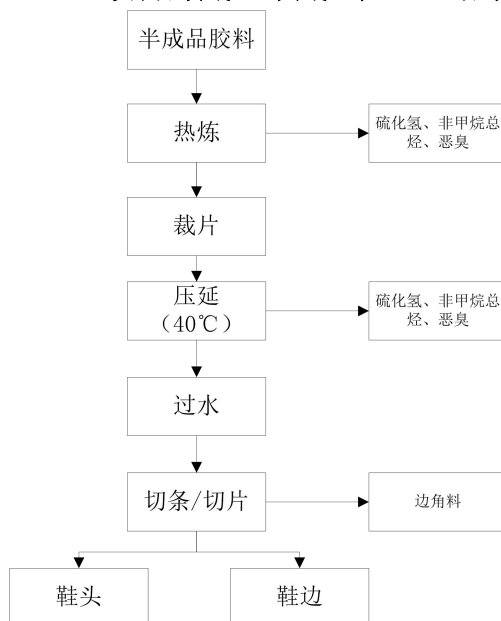 半成品胶料
热炼
硫化氢、非甲烷总
烃、恶臭
裁片
压延
（40℃）
硫化氢、非甲烷总
烃、恶臭
过水
切条/切片
边角料
鞋头
鞋边